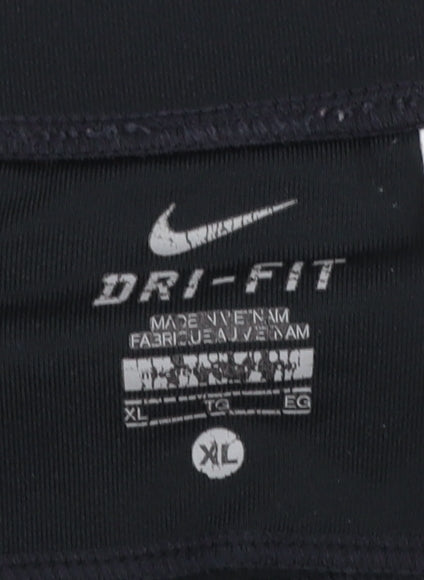 DRI-FIT
MADE IN VIETNAM
FABRIQUE AU VIETNAM
XL TG EG
XL